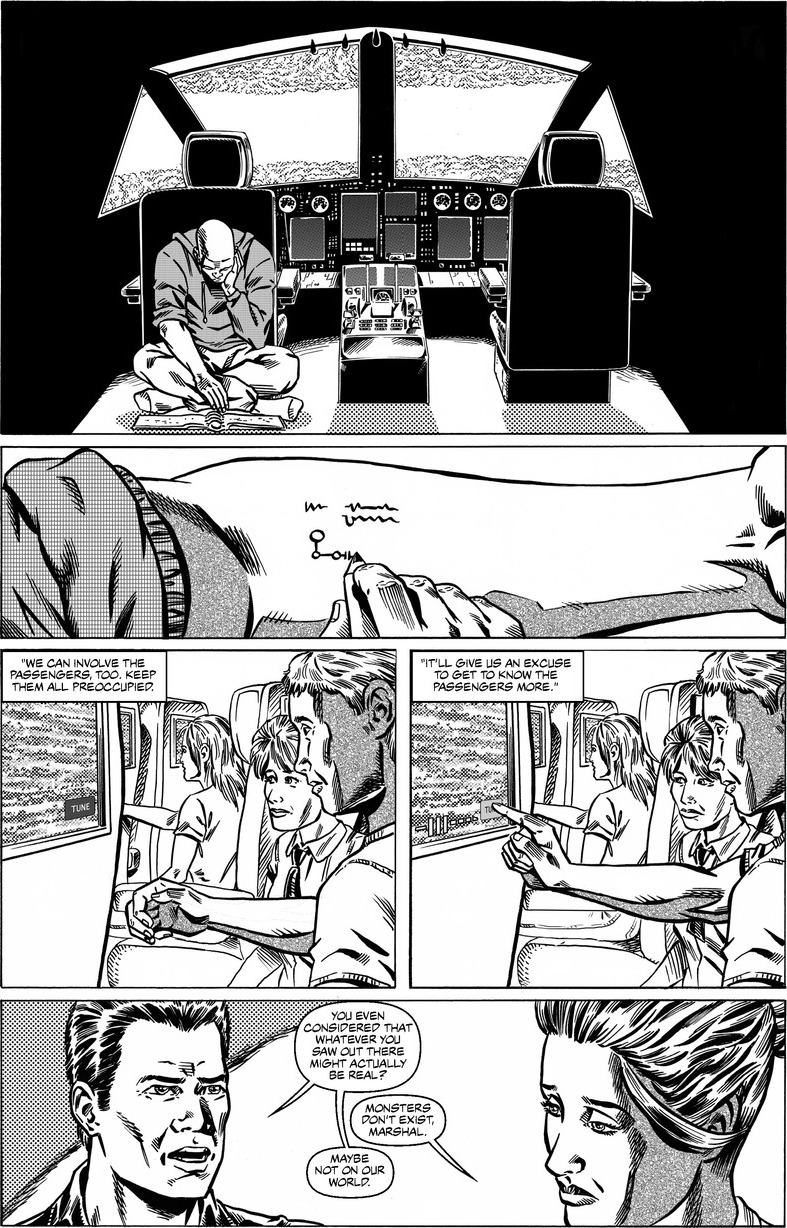 "WE CAN INVOLVE THE
PASSENGERS, TOO. KEEP
THEM ALL PREOCCUPIED.
TUNE
"IT'LL GIVE US AN EXCUSE
TO GET TO KNOW THE
PASSENGERS MORE."
YOU EVEN
CONSIDERED THAT
WHATEVER YOU
SAW OUT THERE
MIGHT ACTUALLY
BE REAL?
MONSTERS
DON'T EXIST,
MARSHAL.
MAYBE
NOT ON OUR
WORLD.